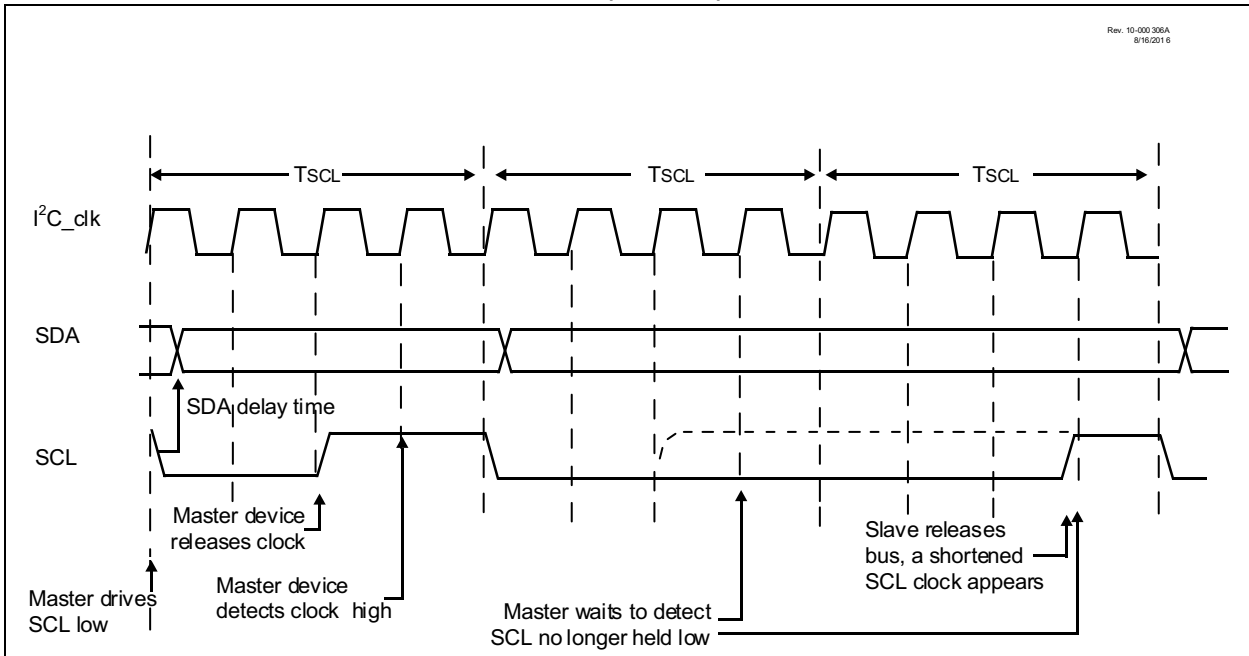 Rev. 10-000 306A
8/16/201 6
TSCL
TSCL
TSCL
I²C_clk
SDA
SDA delay time
SCL
Master device
releases clock
Master device
detects clock high
Master drives
SCL low
Master waits to detect
SCL no longer held low
Slave releases
bus, a shortened
SCL clock appears